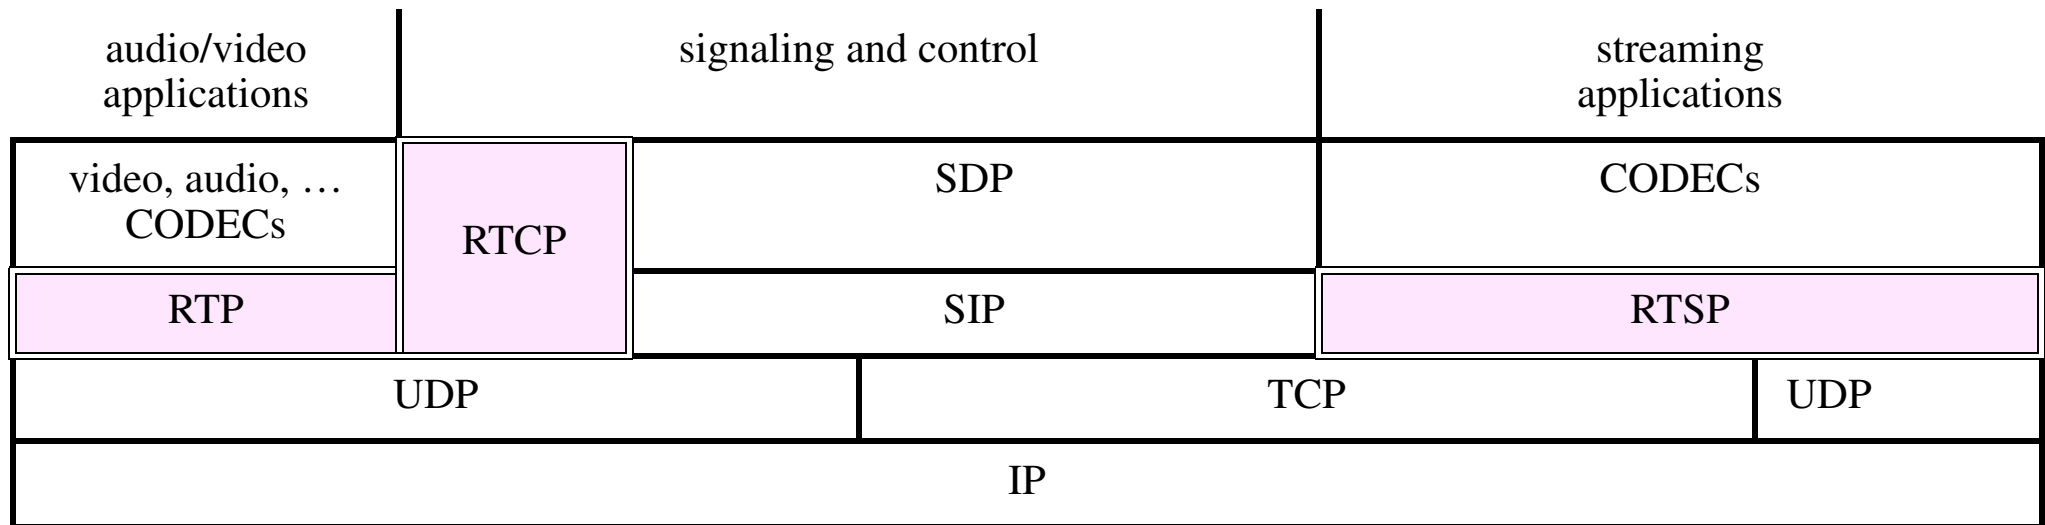 audio/video
applications
signaling and control
streaming
applications
video, audio, …
CODECs
RTCP
SDP
CODECs
RTP
SIP
RTSP
UDP
TCP
UDP
IP